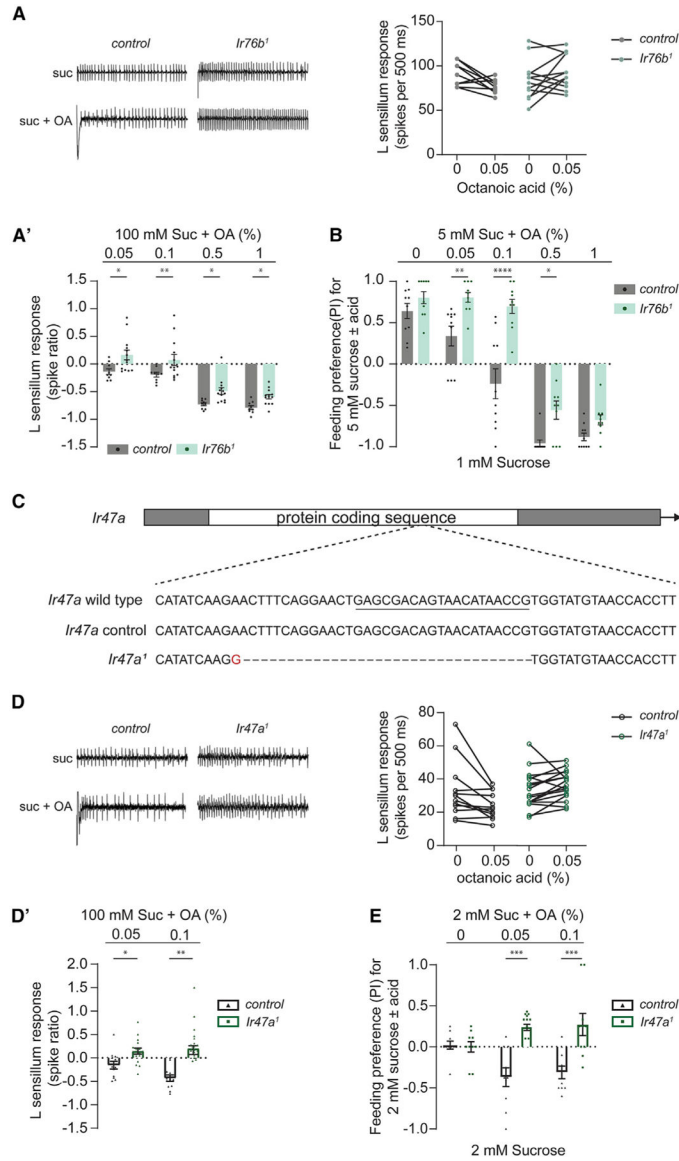 A
control
Ir76b¹
suc
suc + OA
L sensillum response
(spikes per 500 ms)
150
100
50
0
0 0.05 0 0.05
Octanoic acid (%)
control
Ir76b¹
A'
100 mM Suc + OA (%)
0.05 0.1 0.5 1
* ** * *
L sensillum response
(spike ratio)
1.5
1.0
0.5
0.0
-0.5
-1.0
-1.5
control Ir76b¹
B
5 mM Suc + OA (%)
0 0.05 0.1 0.5 1
** **** *
Feeding preference(PI) for
5 mM sucrose ± acid
1.0
0.5
0.0
-0.5
-1.0
1 mM Sucrose
control
Ir76b¹
C
Ir47a
protein coding sequence
Ir47a wild type CATATCAAGAACTTTCAGGAACTGAGCGACAGTAACATAACCGTGGTATGTAACCACCTT
Ir47a control CATATCAAGAACTTTCAGGAACTGAGCGACAGTAACATAACCGTGGTATGTAACCACCTT
Ir47a¹ CATATCAAGG---------------------------------TGGTATGTAACCACCTT
D
control
Ir47a¹
suc
suc + OA
L sensillum response
(spikes per 500 ms)
80
60
40
20
0
0 0.05 0 0.05
octanoic acid (%)
control
Ir47a¹
D'
100 mM Suc + OA (%)
0.05 0.1
* **
L sensillum response
(spike ratio)
2.0
1.5
1.0
0.5
0.0
-0.5
-1.0
-1.5
control
Ir47a¹
E
2 mM Suc + OA (%)
0 0.05 0.1
*** ***
Feeding preference (PI) for
2 mM sucrose ± acid
1.0
0.5
0.0
-0.5
-1.0
2 mM Sucrose
control
Ir47a¹